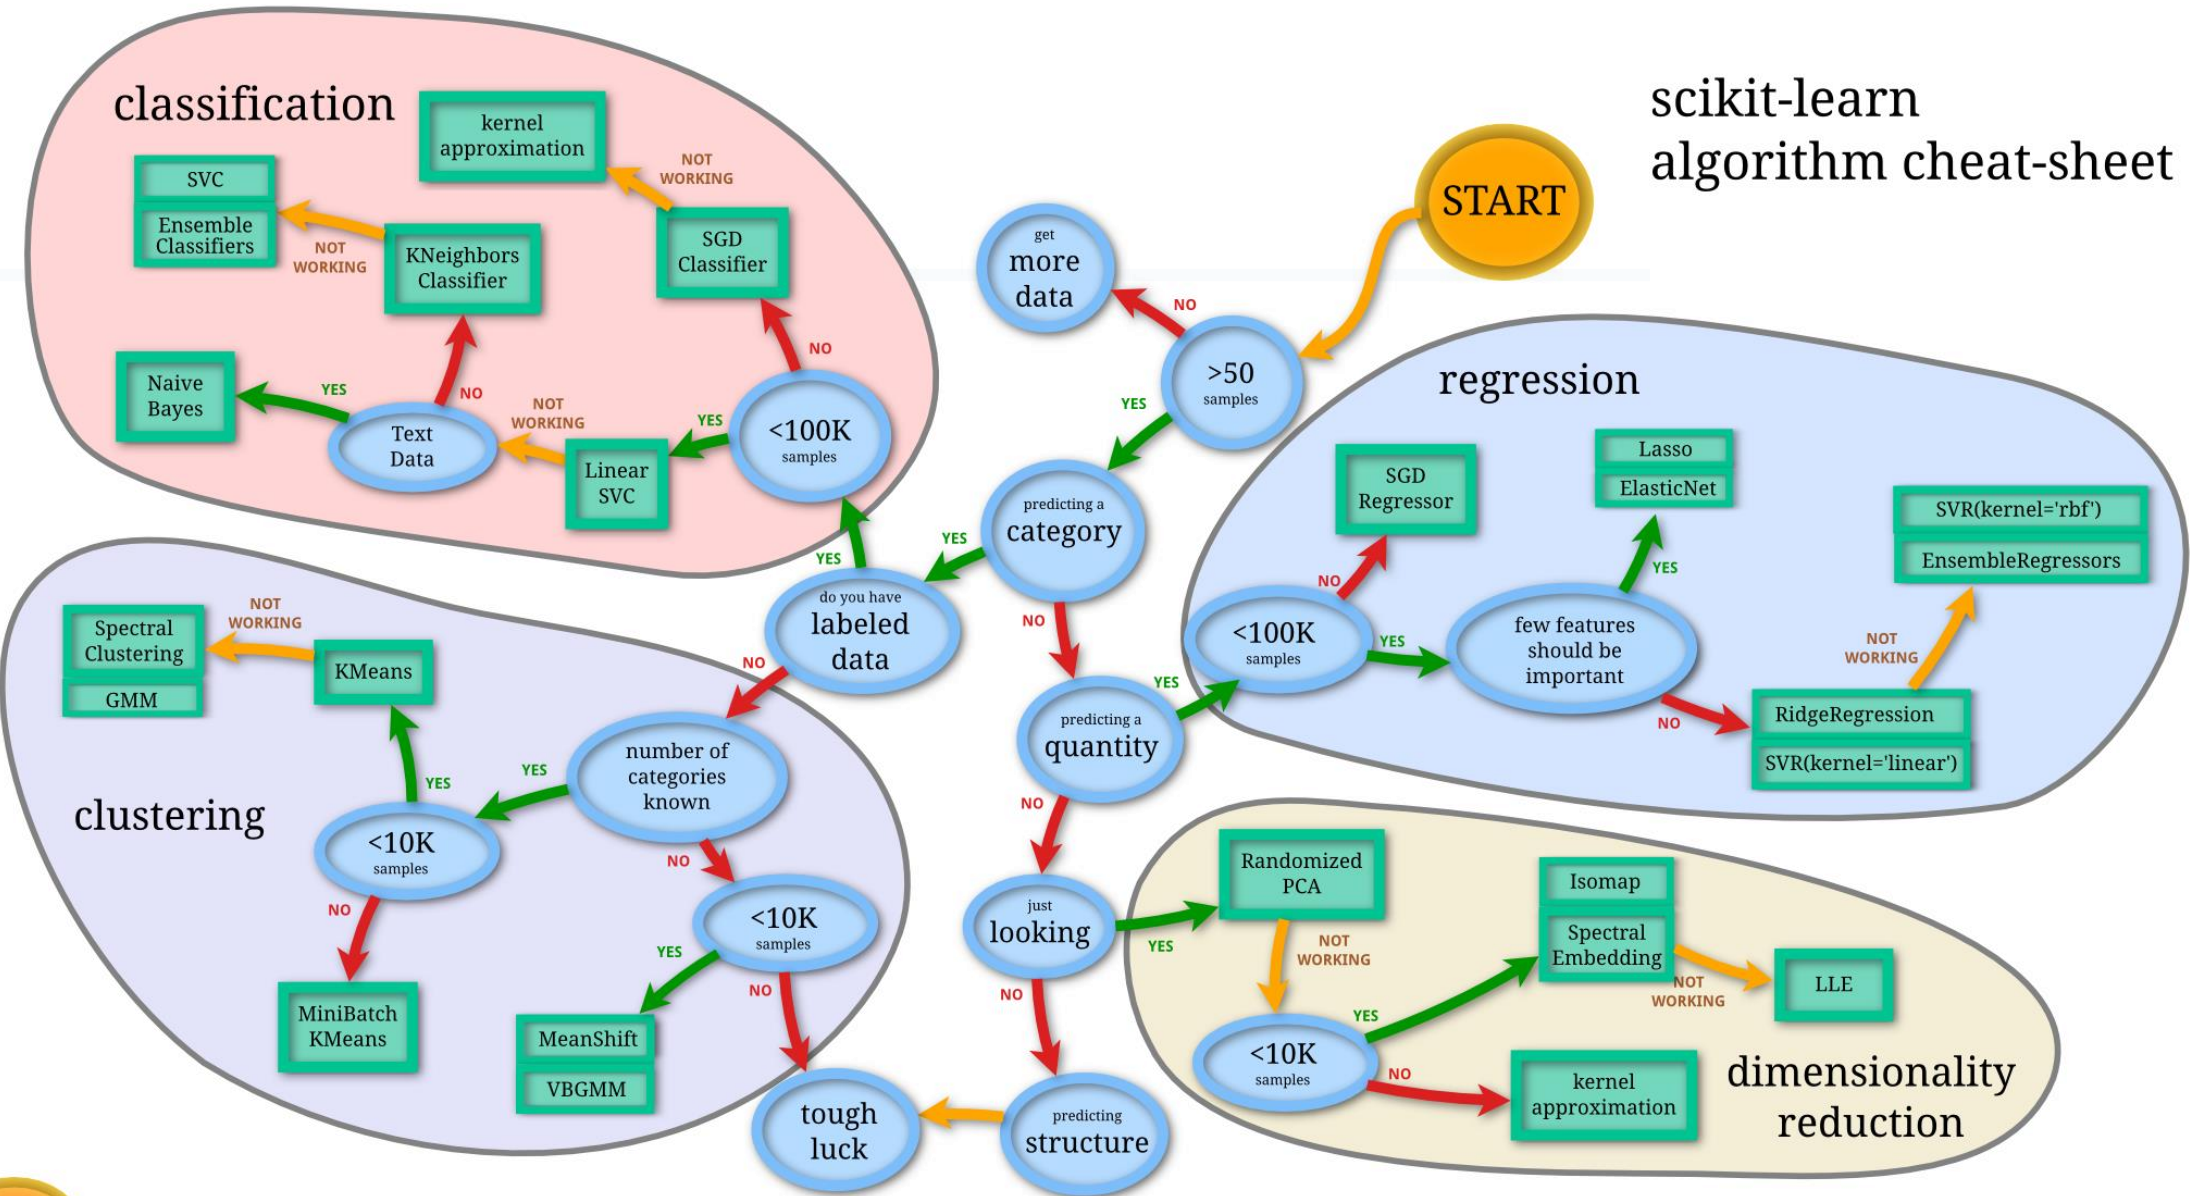 scikit-learn
algorithm cheat-sheet
START
>50
samples
NO
get
more
data
YES
predicting a
category
YES
do you have
labeled
data
YES
classification
<100K
samples
NO
SGD
Classifier
NOT
WORKING
kernel
approximation
YES
Linear
SVC
NOT
WORKING
Text
Data
YES
Naive
Bayes
NO
KNeighbors
Classifier
NOT
WORKING
SVC
Ensemble
Classifiers
NO
clustering
number of
categories
known
YES
<10K
samples
YES
KMeans
NOT
WORKING
Spectral
Clustering
GMM
NO
MiniBatch
KMeans
NO
<10K
samples
YES
MeanShift
VBGMM
NO
tough
luck
NO
predicting a
quantity
YES
regression
<100K
samples
NO
SGD
Regressor
YES
few features
should be
important
YES
Lasso
ElasticNet
NO
RidgeRegression
SVR(kernel='linear')
NOT
WORKING
SVR(kernel='rbf')
EnsembleRegressors
NO
just
looking
YES
Randomized
PCA
NOT
WORKING
<10K
samples
YES
Isomap
Spectral
Embedding
NOT
WORKING
LLE
NO
kernel
approximation
dimensionality
reduction
NO
predicting
structure